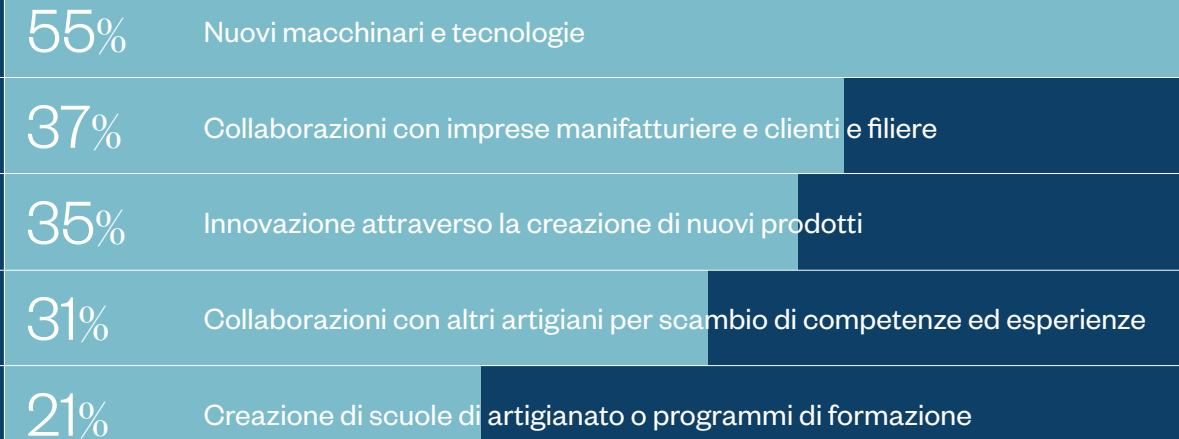 55% Nuovi macchinari e tecnologie
37% Collaborazioni con imprese manifatturiere e clienti e filiere
35% Innovazione attraverso la creazione di nuovi prodotti
31% Collaborazioni con altri artigiani per scambio di competenze ed esperienze
21% Creazione di scuole di artigianato o programmi di formazione